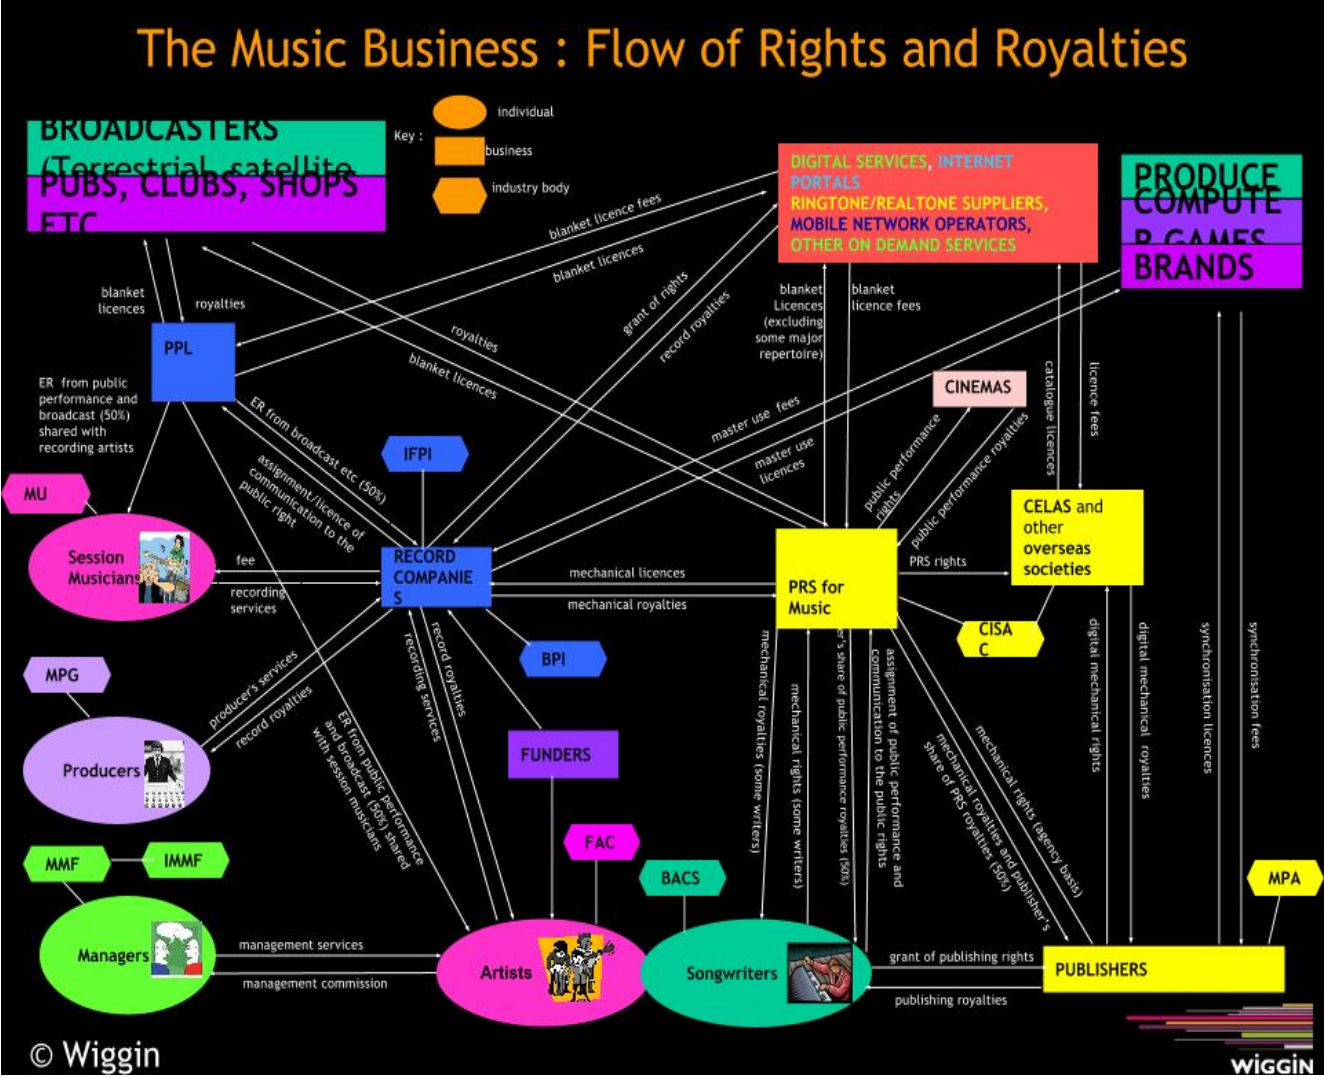 The Music Business : Flow of Rights and Royalties
BROADCASTERS
(Terrestrial, satellite
PUBS, CLUBS, SHOPS
ETC
Key :
individual
business
industry body
DIGITAL SERVICES, INTERNET
PORTALS
RINGTONE/REALTONE SUPPLIERS,
MOBILE NETWORK OPERATORS,
OTHER ON DEMAND SERVICES
PRODUCE
COMPUTE
R GAMES
BRANDS
blanket licence fees
blanket licences
blanket
licences
royalties
grant of rights
record royalties
blanket
Licences
(excluding
some major
repertoire)
blanket
licence fees
royalties
blanket licences
PPL
ER from public
performance and
broadcast (50%)
shared with
recording artists
ER from broadcast etcc (50%)
assignment/licence of
communication to the
public right
IFPI
master use fees
master use
licences
CINEMAS
public performance
rights
public performance royalties
catalogue licences
licence fees
MU
Session
Musicians
fee
recording
services
RECORD
COMPANIE
S
mechanical licences
mechanical royalties
PRS for
Music
PRS rights
CELAS and
other
overseas
societies
CISA
C
BPI
MPG
Producers
producer's services
record royalties
recording services
record royalties
ER from public performance
and broadcast (50%) shared
with session musicians
FUNDERS
mechanical royalties (some writers)
mechanical rights (some writers)
er's share of public performance royalties (50%)
assignment of public performance and
communication to the public rights
mechanical rights (agency basis)
mechanical royalties and publisher's
share of PRS royalties (50%)
digital mechanical rights
digital mechanical royalties
synchronisation licences
synchronisation fees
MMF
IMMF
FAC
BACS
MPA
Managers
management services
management commission
Artists
Songwriters
grant of publishing rights
publishing royalties
PUBLISHERS
© Wiggin
WIGGIN